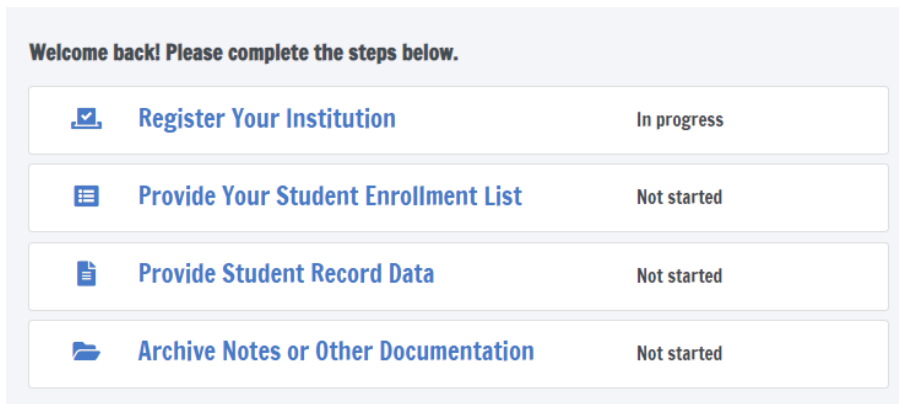 Welcome back! Please complete the steps below.
Register Your Institution In progress
Provide Your Student Enrollment List Not started
Provide Student Record Data Not started
Archive Notes or Other Documentation Not started